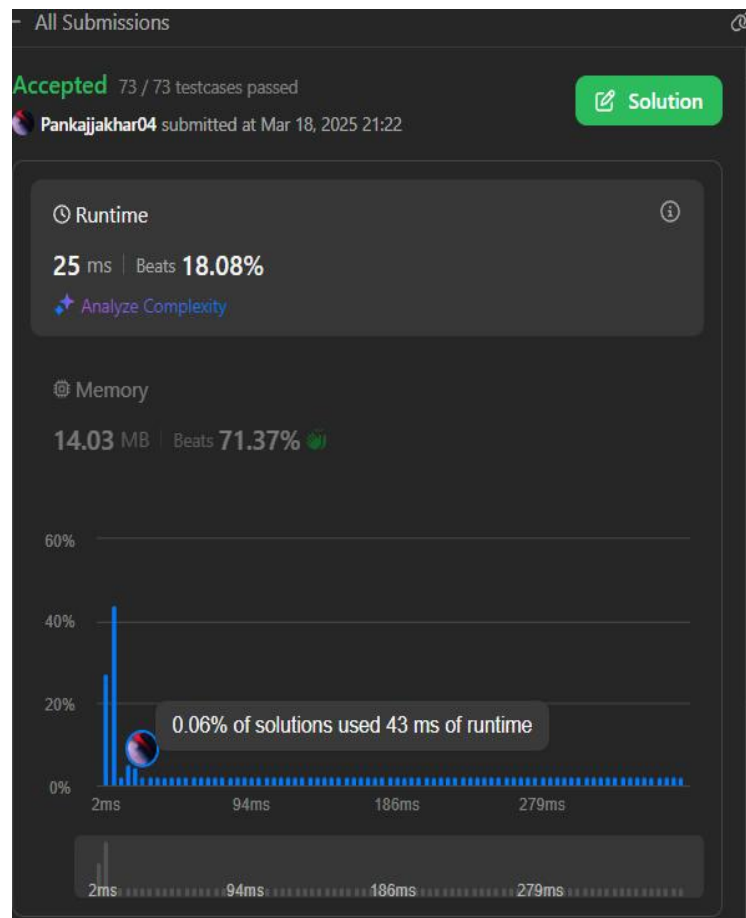 All Submissions
Accepted 73 / 73 testcases passed
Pankajjakhar04 submitted at Mar 18, 2025 21:22
Solution
Runtime
25 ms | Beats 18.08%
Analyze Complexity
Memory
14.03 MB | Beats 71.37%
60%
40%
20%
0.06% of solutions used 43 ms of runtime
0%
2ms 94ms 186ms 279ms
2ms 94ms 186ms 279ms